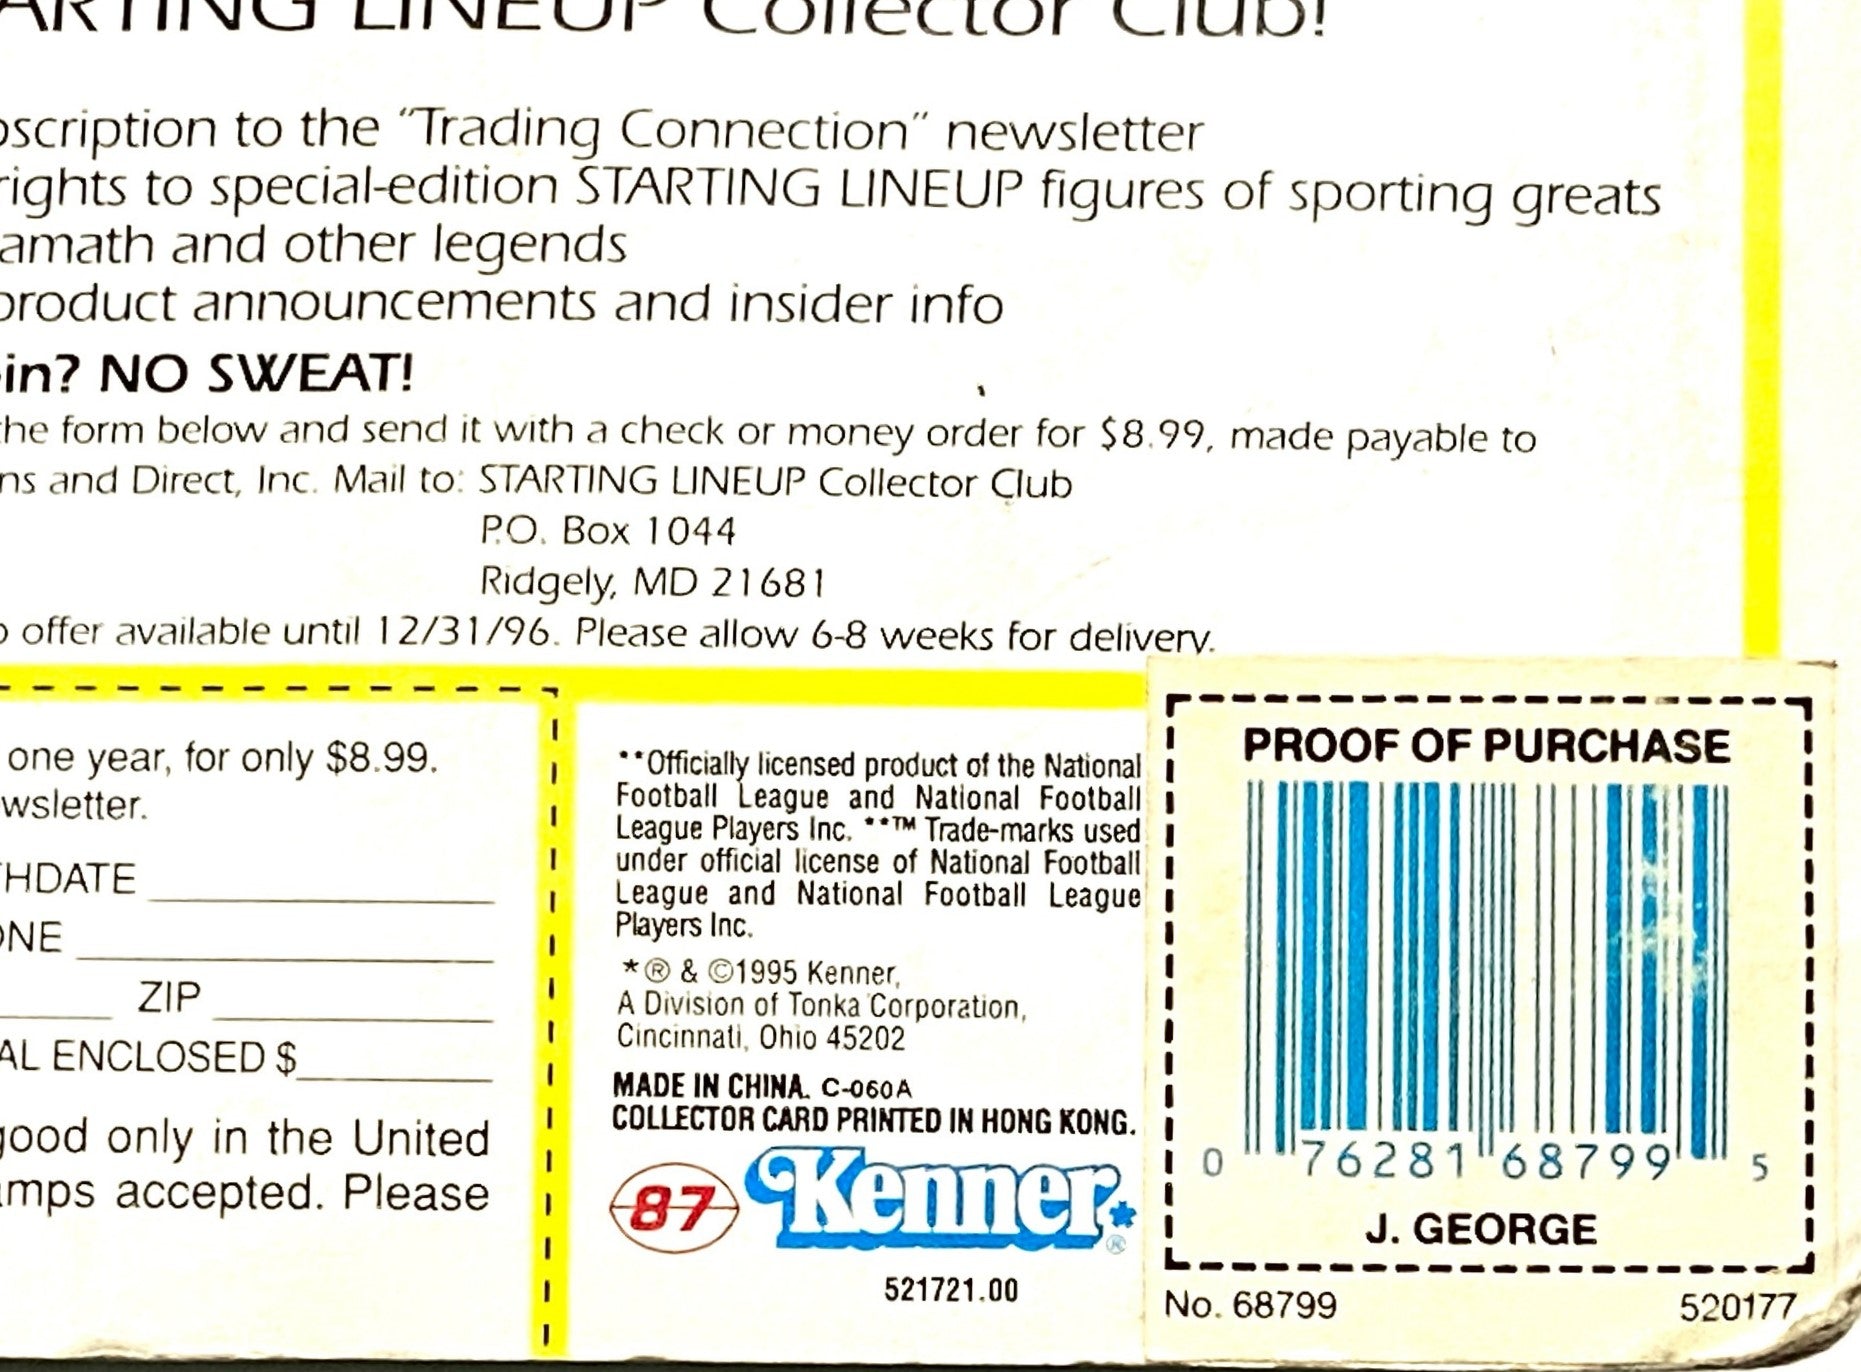 ARTING LINEUP Collector Club!
bscription to the “Trading Connection” newsletter
rights to special-edition STARTING LINEUP figures of sporting greats
amath and other legends
product announcements and insider info
in? NO SWEAT!
the form below and send it with a check or money order for $8.99, made payable to
ns and Direct, Inc. Mail to: STARTING LINEUP Collector Club
P.O. Box 1044
Ridgely, MD 21681
offer available until 12/31/96. Please allow 6-8 weeks for delivery.
one year, for only $8.99.
wsletter.
THDATE
ONE
ZIP
AL ENCLOSED $
good only in the United
amps accepted. Please
**Officially licensed product of the National
Football League and National Football
League Players Inc. **™ Trade-marks used
under official license of National Football
League and National Football League
Players Inc.
*® & ©1995 Kenner,
A Division of Tonka Corporation,
Cincinnati, Ohio 45202
MADE IN CHINA. C-060A
COLLECTOR CARD PRINTED IN HONG KONG.
87 Kenner®
521721.00
PROOF OF PURCHASE
0 76281 68799 5
J. GEORGE
No. 68799 520177